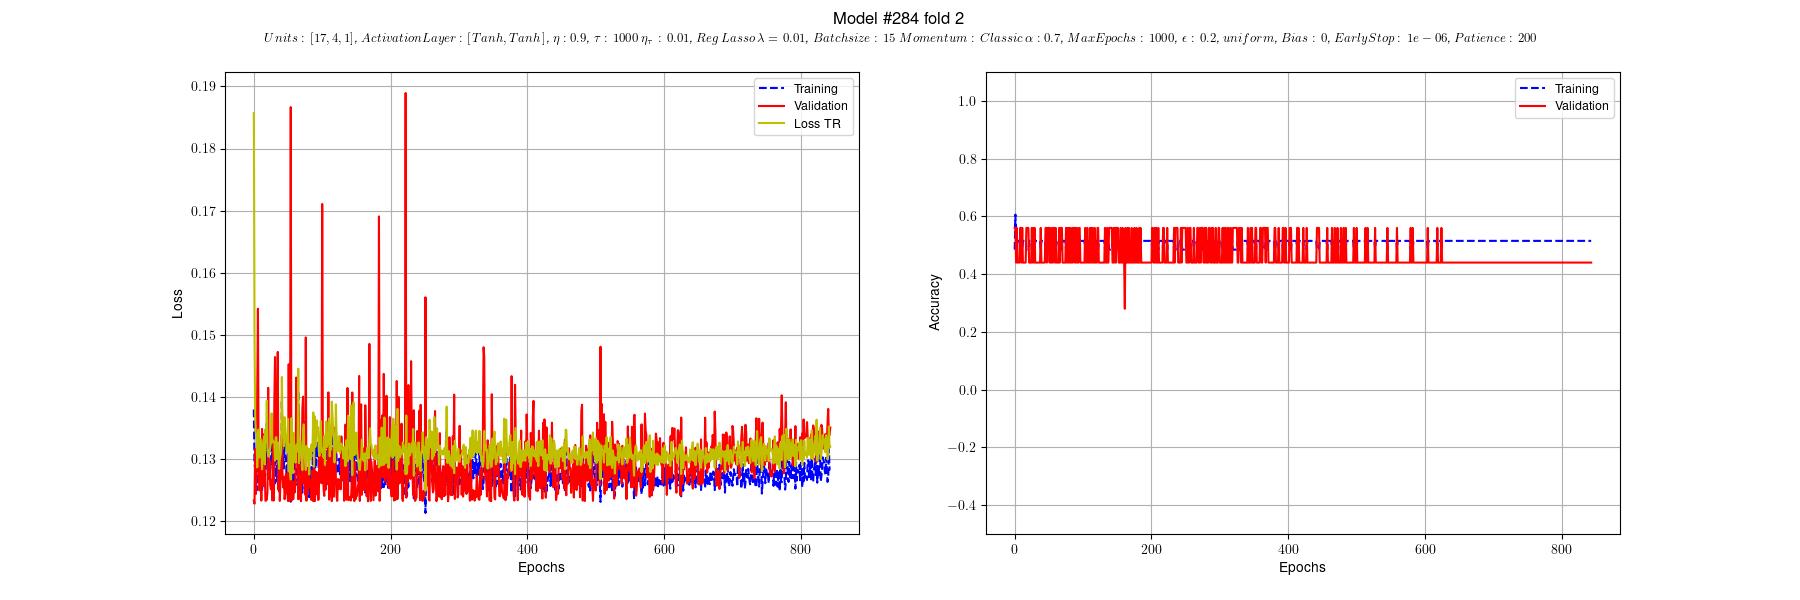 Model #284 fold 2
Units : [17, 4, 1], ActivationLayer : [Tanh, Tanh], η : 0.9, τ : 1000 ητ : 0.01, Reg Lasso λ = 0.01, Batchsize : 15 Momentum : Classic α : 0.7, MaxEpochs : 1000, ϵ : 0.2, uniform, Bias : 0, EarlyStop : 1e − 06, Patience : 200
0.19
0.18
0.17
0.16
0.15
0.14
0.13
0.12
Loss
0 200 400 600 800
Epochs
Training
Validation
Loss TR
1.0
0.8
0.6
0.4
0.2
0.0
−0.2
−0.4
Accuracy
0 200 400 600 800
Epochs
Training
Validation